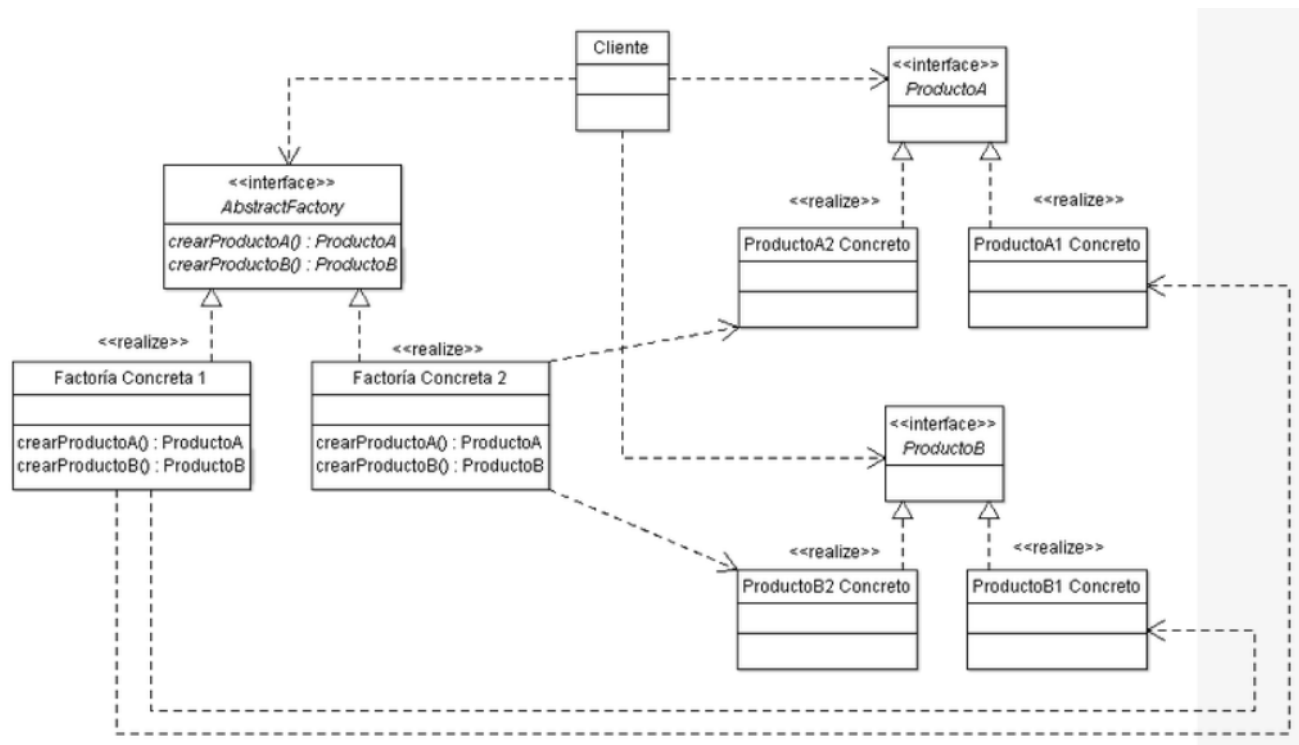 Cliente
<<interface>>
ProductoA
<<interface>>
AbstractFactory
crearProductoA() : ProductoA
crearProductoB() : ProductoB
<<realize>>
<<realize>>
ProductoA2 Concreto
ProductoA1 Concreto
<<realize>>
<<realize>>
Factoría Concreta 1
crearProductoA() : ProductoA
crearProductoB() : ProductoB
Factoría Concreta 2
crearProductoA() : ProductoA
crearProductoB() : ProductoB
<<interface>>
ProductoB
<<realize>>
<<realize>>
ProductoB2 Concreto
ProductoB1 Concreto